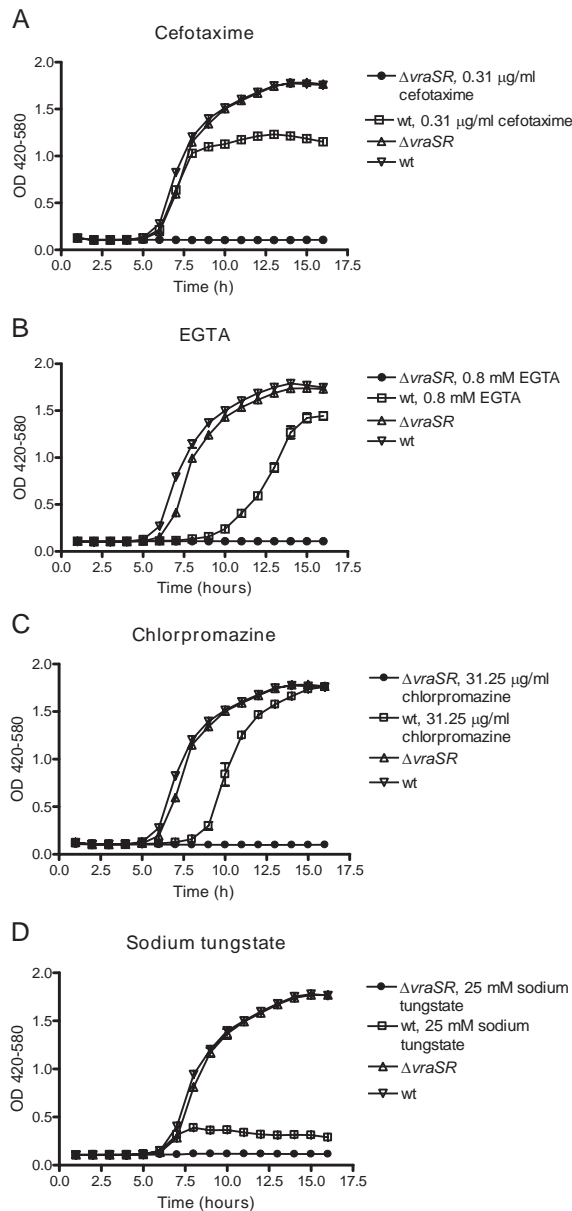 A
Cefotaxime
2.0
1.5
1.0
0.5
0.0
OD 420-580
0.0 2.5 5.0 7.5 10.0 12.5 15.0 17.5
Time (h)
ΔvraSR, 0.31 μg/ml
cefotaxime
wt, 0.31 μg/ml cefotaxime
ΔvraSR
wt
B
EGTA
2.0
1.5
1.0
0.5
0.0
OD 420-580
0.0 2.5 5.0 7.5 10.0 12.5 15.0 17.5
Time (hours)
ΔvraSR, 0.8 mM EGTA
wt, 0.8 mM EGTA
ΔvraSR
wt
C
Chlorpromazine
2.0
1.5
1.0
0.5
0.0
OD 420-580
0.0 2.5 5.0 7.5 10.0 12.5 15.0 17.5
Time (h)
ΔvraSR, 31.25 μg/ml
chlorpromazine
wt, 31.25 μg/ml
chlorpromazine
ΔvraSR
wt
D
Sodium tungstate
2.0
1.5
1.0
0.5
0.0
OD 420-580
0.0 2.5 5.0 7.5 10.0 12.5 15.0 17.5
Time (hours)
ΔvraSR, 25 mM sodium
tungstate
wt, 25 mM sodium
tungstate
ΔvraSR
wt